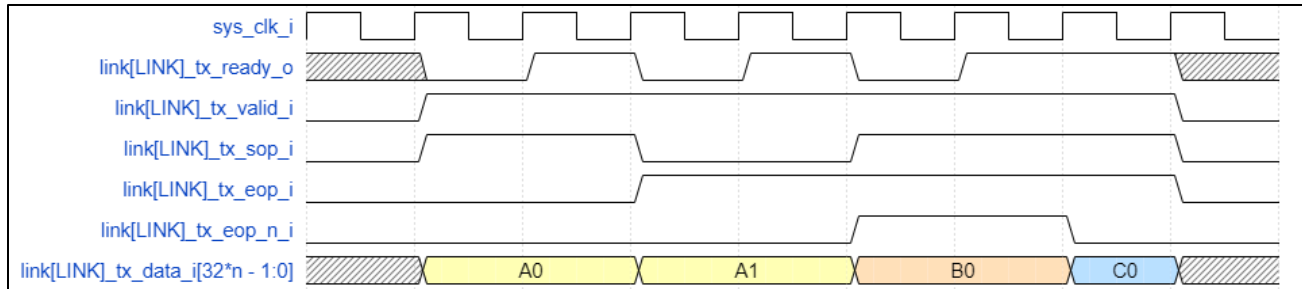 sys_clk_i
link[LINK]_tx_ready_o
link[LINK]_tx_valid_i
link[LINK]_tx_sop_i
link[LINK]_tx_eop_i
link[LINK]_tx_eop_n_i
link[LINK]_tx_data_i[32*n - 1:0] A0 A1 B0 C0